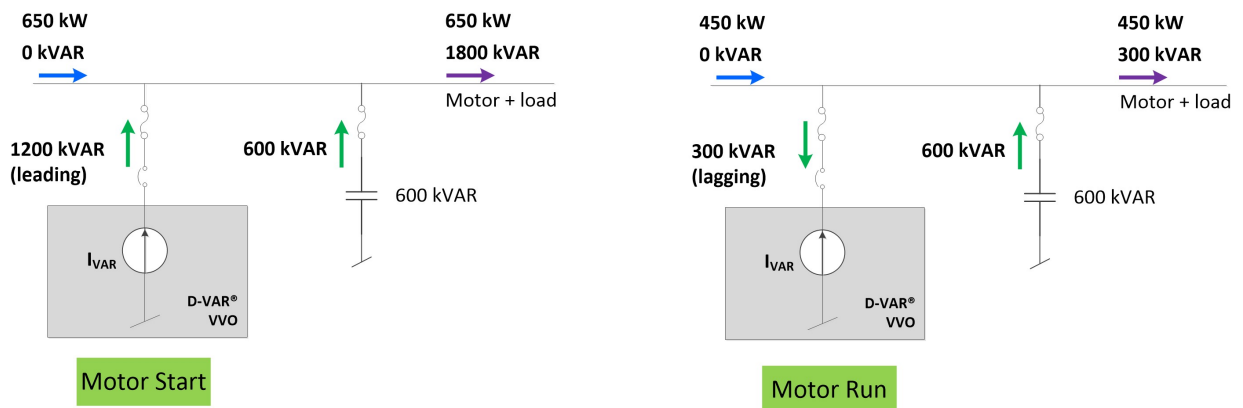 650 kW
0 kVAR
650 kW
1800 kVAR
Motor + load
1200 kVAR
(leading)
600 kVAR
600 kVAR
IVAR
D-VAR®
VVO
Motor Start
450 kW
0 kVAR
450 kW
300 kVAR
Motor + load
300 kVAR
(lagging)
600 kVAR
600 kVAR
IVAR
D-VAR®
VVO
Motor Run